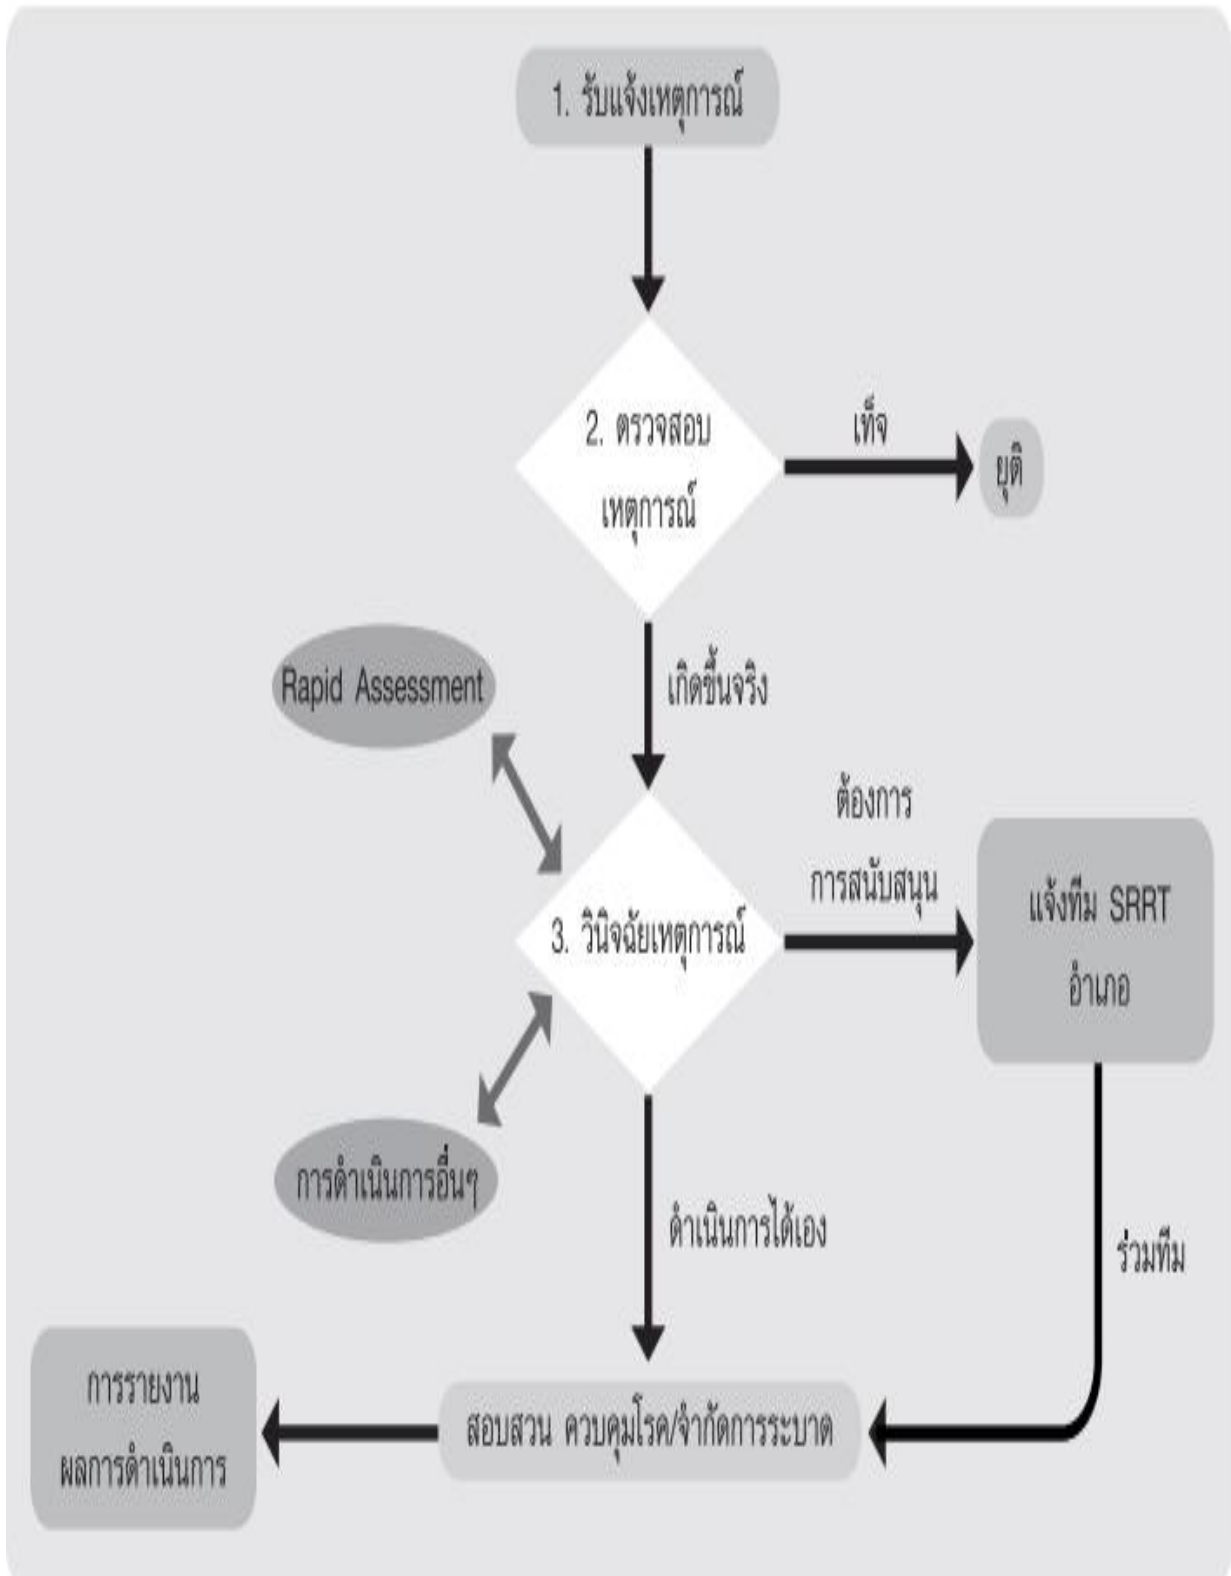 1. รับแจ้งเหตุการณ์
2. ตรวจสอบ
เหตุการณ์
เท็จ
ยุติ
เกิดขึ้นจริง
Rapid Assessment
ต้องการ
การสนับสนุน
3. วินิจฉัยเหตุการณ์
แจ้งทีม SRRT
อำเภอ
การดำเนินการอื่นๆ
ดำเนินการได้เอง
ร่วมทีม
สอบสวน ควบคุมโรค/จำกัดการระบาด
การรายงาน
ผลการดำเนินการ